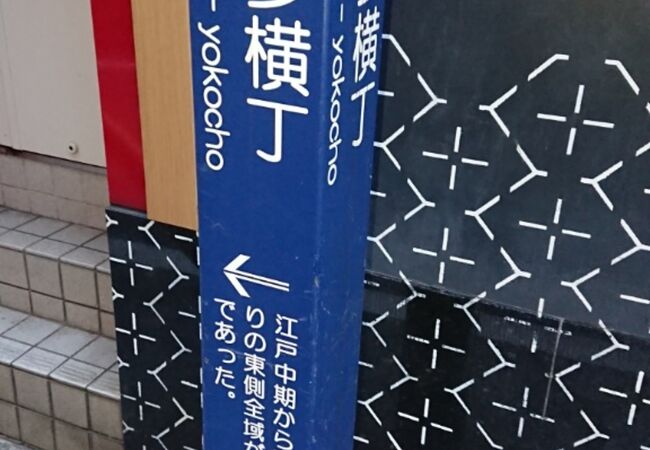 横丁
- yokocho
江戸中期から
りの東側全域が
であった。
横丁
- yokocho